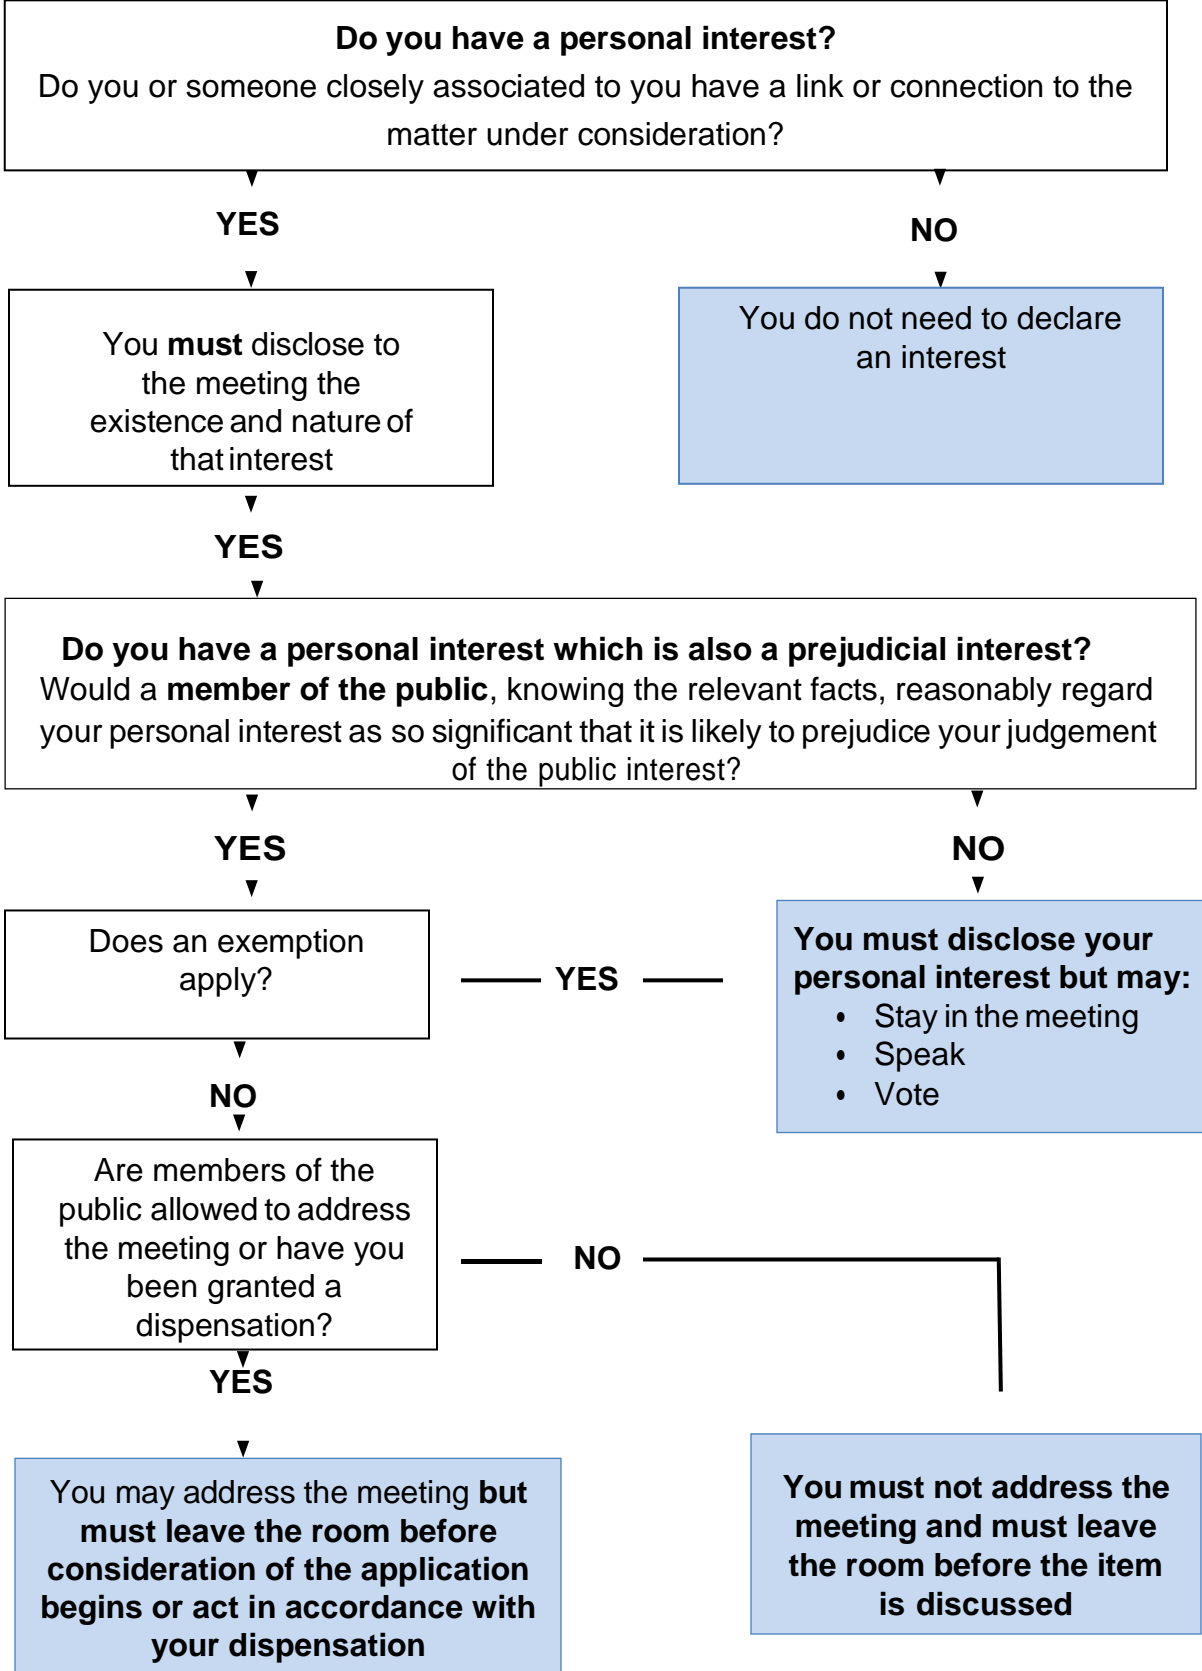 Do you have a personal interest?
Do you or someone closely associated to you have a link or connection to the
matter under consideration?
YES
NO
You must disclose to
the meeting the
existence and nature of
that interest
You do not need to declare
an interest
YES
Do you have a personal interest which is also a prejudicial interest?
Would a member of the public, knowing the relevant facts, reasonably regard
your personal interest as so significant that it is likely to prejudice your judgement
of the public interest?
YES
NO
Does an exemption
apply?
YES
You must disclose your
personal interest but may:
• Stay in the meeting
• Speak
• Vote
NO
Are members of the
public allowed to address
the meeting or have you
been granted a
dispensation?
NO
YES
You may address the meeting but
must leave the room before
consideration of the application
begins or act in accordance with
your dispensation
You must not address the
meeting and must leave
the room before the item
is discussed